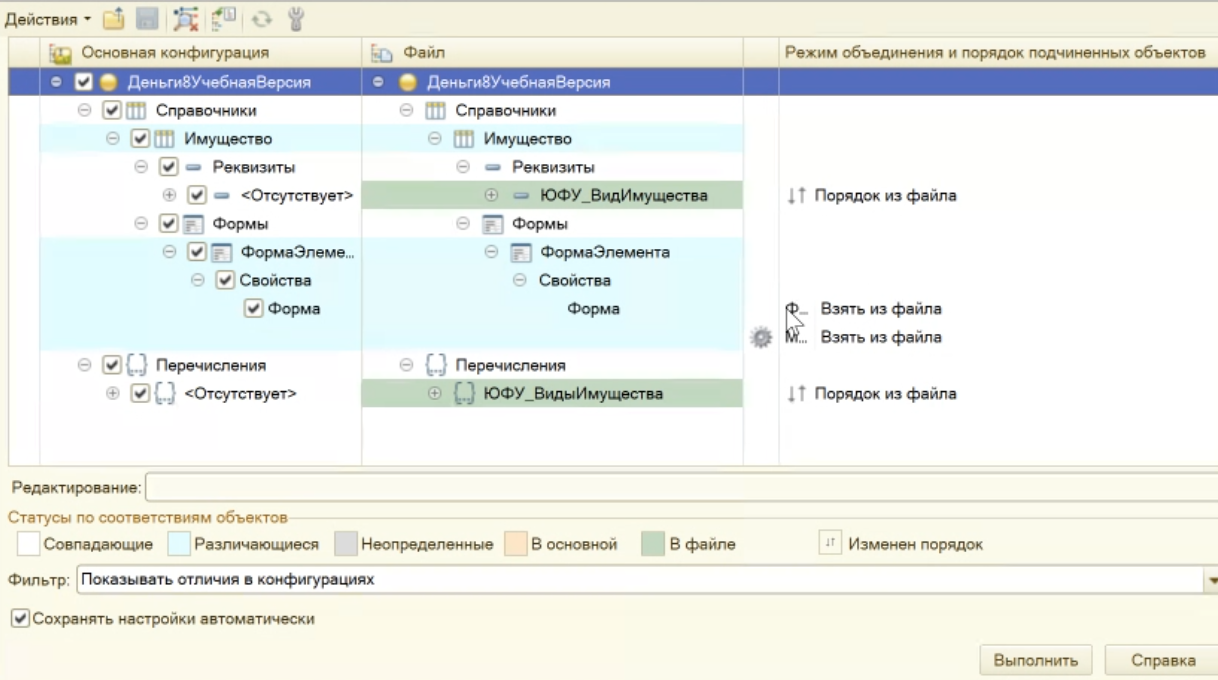 Действия
Основная конфигурация Файл Режим объединения и порядок подчиненных объектов
Деньги8УчебнаяВерсия Деньги8УчебнаяВерсия
Справочники Справочники
Имущество Имущество
Реквизиты Реквизиты
<Отсутствует> ЮФУ_ВидИмущества Порядок из файла
Формы Формы
ФормаЭлеме... ФормаЭлемента
Свойства Свойства
Форма Форма Ф... Взять из файла
М... Взять из файла
Перечисления Перечисления
<Отсутствует> ЮФУ_ВидыИмущества Порядок из файла
Редактирование:
Статусы по соответствиям объектов
Совпадающие Различающиеся Неопределенные В основной В файле Изменен порядок
Фильтр: Показывать отличия в конфигурациях
Сохранять настройки автоматически
Выполнить Справка